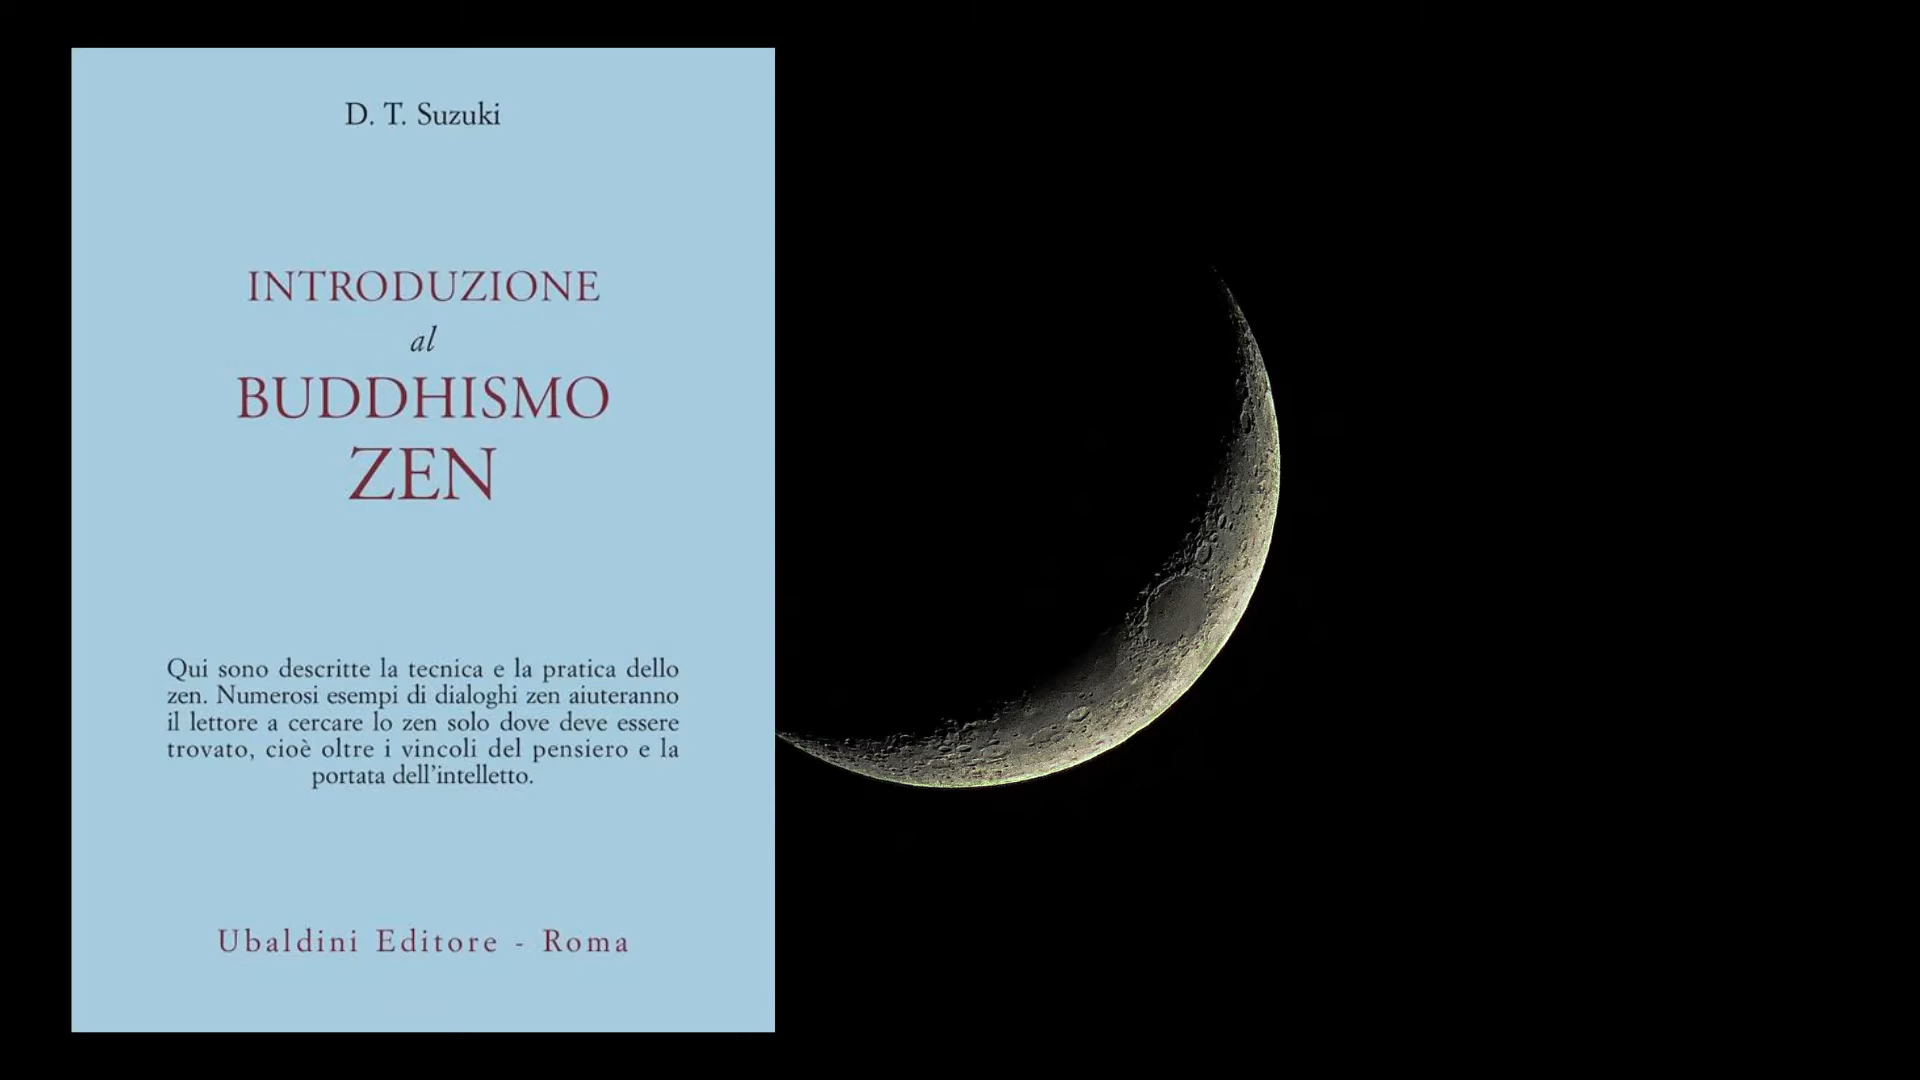 D. T. Suzuki
INTRODUZIONE
al
BUDDHISMO
ZEN
Qui sono descritte la tecnica e la pratica dello
zen. Numerosi esempi di dialoghi zen aiuteranno
il lettore a cercare lo zen solo dove deve essere
trovato, cioè oltre i vincoli del pensiero e la
portata dell'intelletto.
Ubaldini Editore - Roma